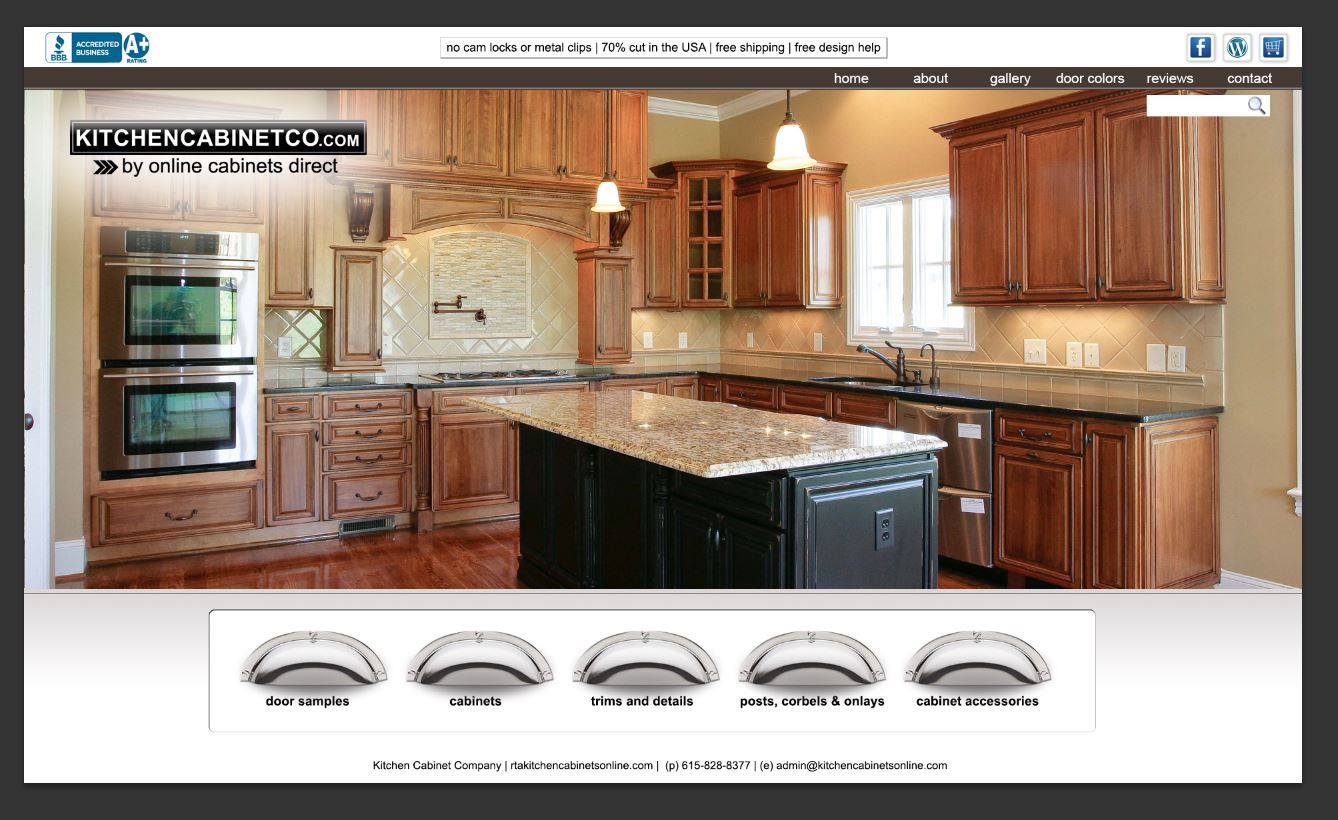 BBB
ACCREDITED
BUSINESS
A+
RATING
no cam locks or metal clips | 70% cut in the USA | free shipping | free design help
home about gallery door colors reviews contact
KITCHENCABINETCO.COM
by online cabinets direct
door samples
cabinets
trims and details
posts, corbels & onlays
cabinet accessories
Kitchen Cabinet Company | rtakitchencabinetsonline.com | (p) 615-828-8377 | (e) admin@kitchencabinetsonline.com